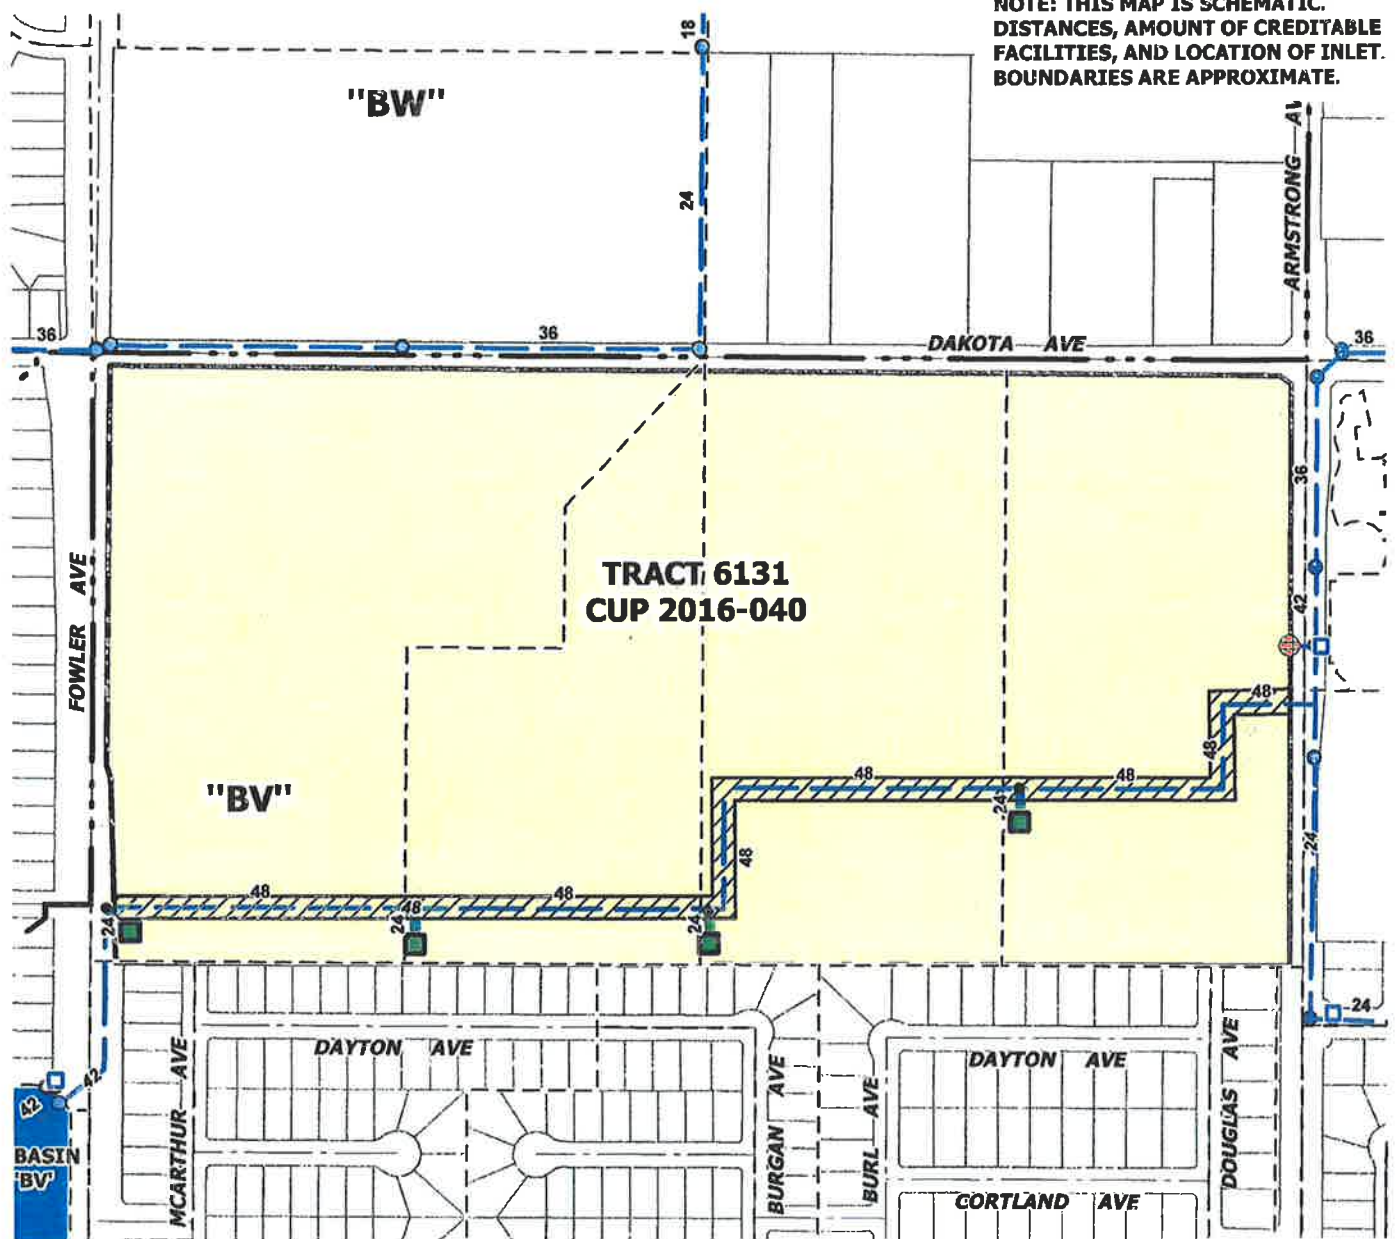 NOTE: THIS MAP IS SCHEMATIC.
DISTANCES, AMOUNT OF CREDITABLE
FACILITIES, AND LOCATION OF INLET
BOUNDARIES ARE APPROXIMATE.
18
"BW"
24
ARMSTRONG AV
36
36
DAKOTA AVE
36
36
FOWLER AVE
TRACT 6131
CUP 2016-040
42
48
48
48
48
24
"BV"
48
24
48
48
48
24
24
24
24
42
42
BASIN
'BV'
MCARTHUR AVE
DAYTON AVE
BURGAN AVE
BURL AVE
DAYTON AVE
DOUGLAS AVE
CORTLAND AVE